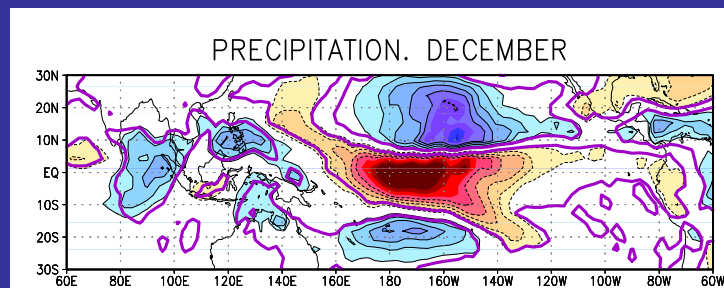 PRECIPITATION. DECEMBER
30N
20N
10N
EQ
10S
20S
30S
60E 80E 100E 120E 140E 160E 180 160W 140W 120W 100W 80W 60W